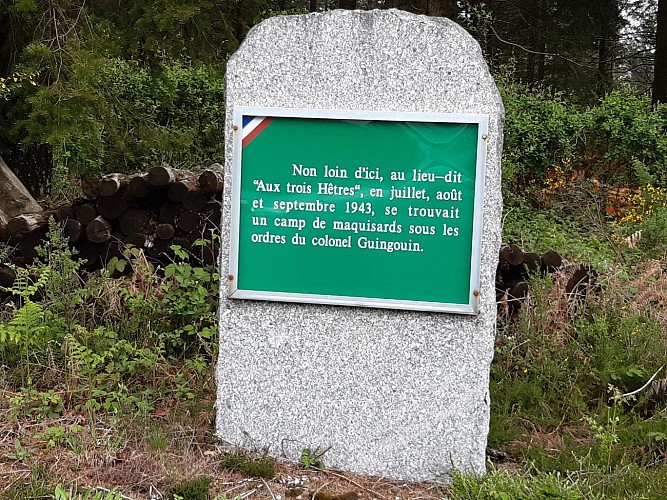 Non loin d'ici, au lieu-dit
"Aux trois Hêtres", en juillet, août
et septembre 1943, se trouvait
un camp de maquisards sous les
ordres du colonel Guingouin.